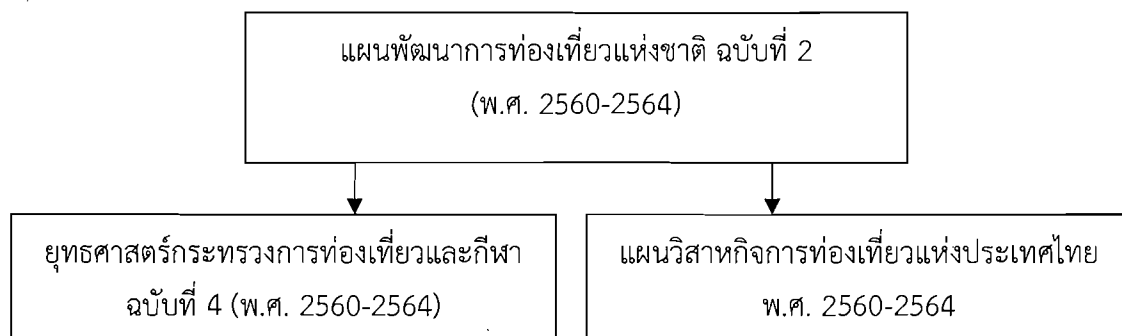 แผนพัฒนาการท่องเที่ยวแห่งชาติ ฉบับที่ 2
(พ.ศ. 2560-2564)
ยุทธศาสตร์กระทรวงการท่องเที่ยวและกีฬา
ฉบับที่ 4 (พ.ศ. 2560-2564)
แผนวิสาหกิจการท่องเที่ยวแห่งประเทศไทย
พ.ศ. 2560-2564